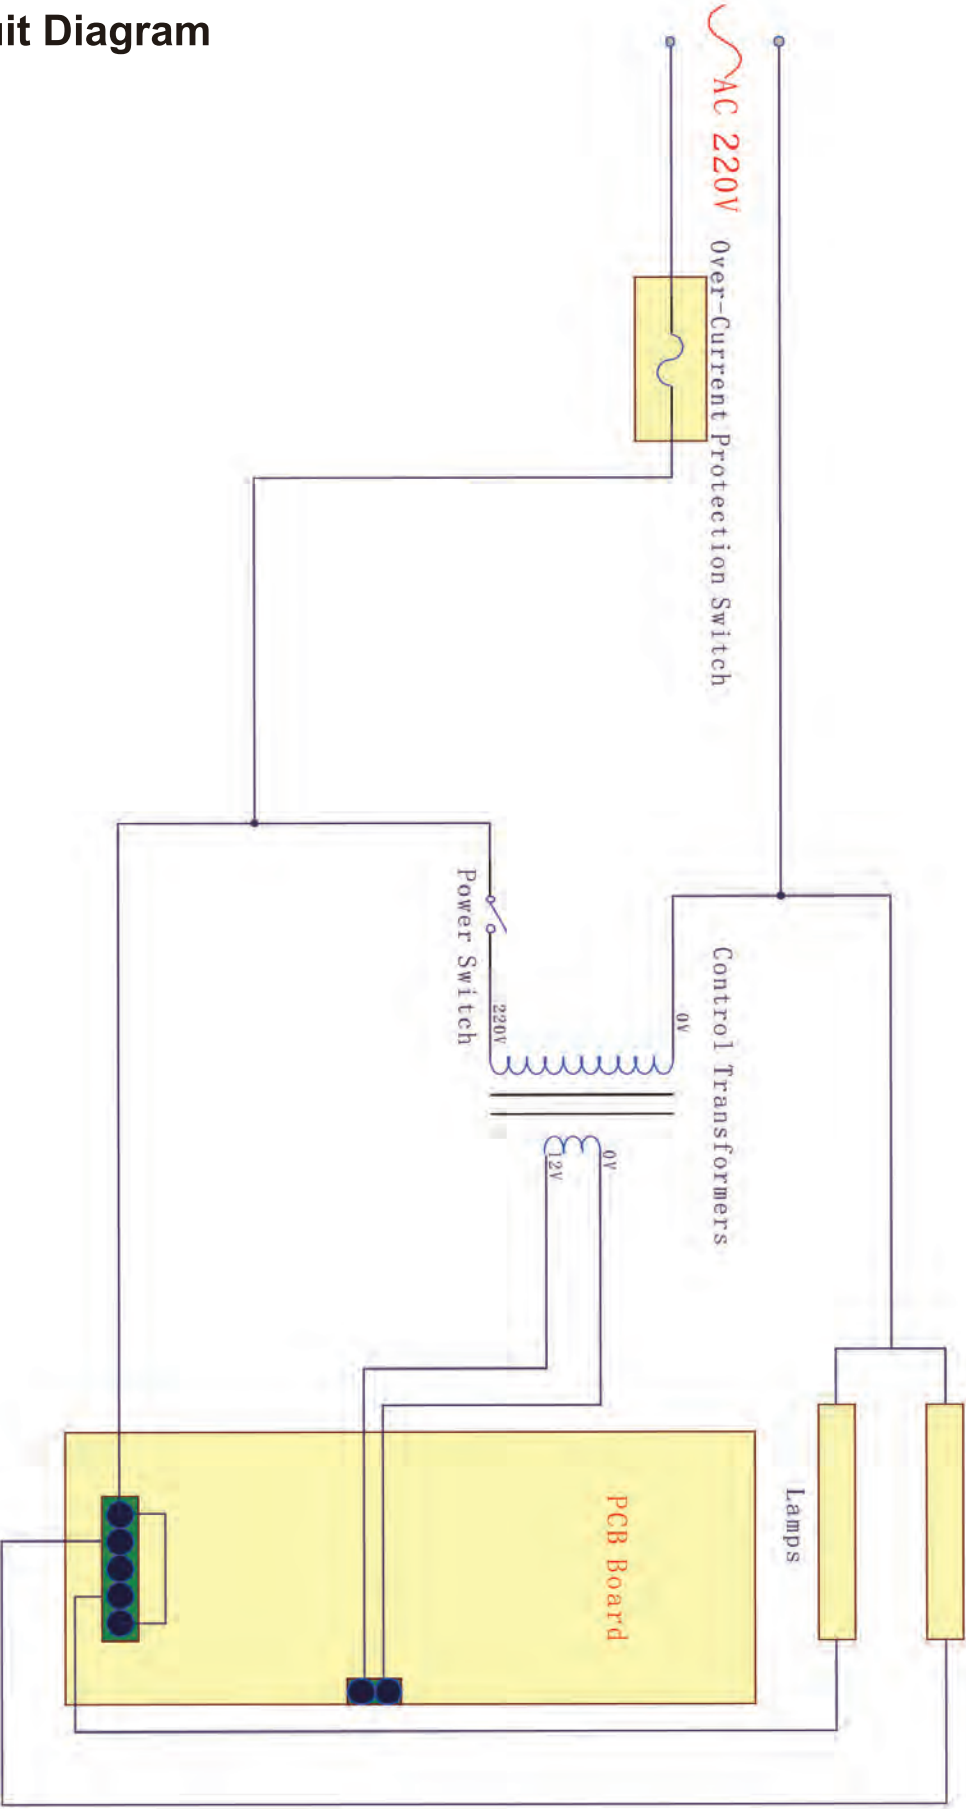 uit Diagram
AC 220V
Over-Current Protection Switch
Power Switch
220V
0V
Control Transformers
12V
0V
PCB Board
Lamps